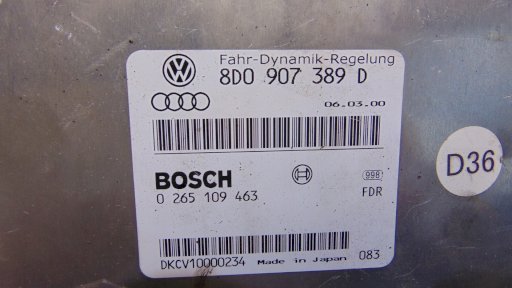 Fahr-Dynamik-Regelung
8D0 907 389 D
06.03.00
BOSCH
998
0 265 109 463
FDR
D36
DKCV10000234 Made in Japan 083